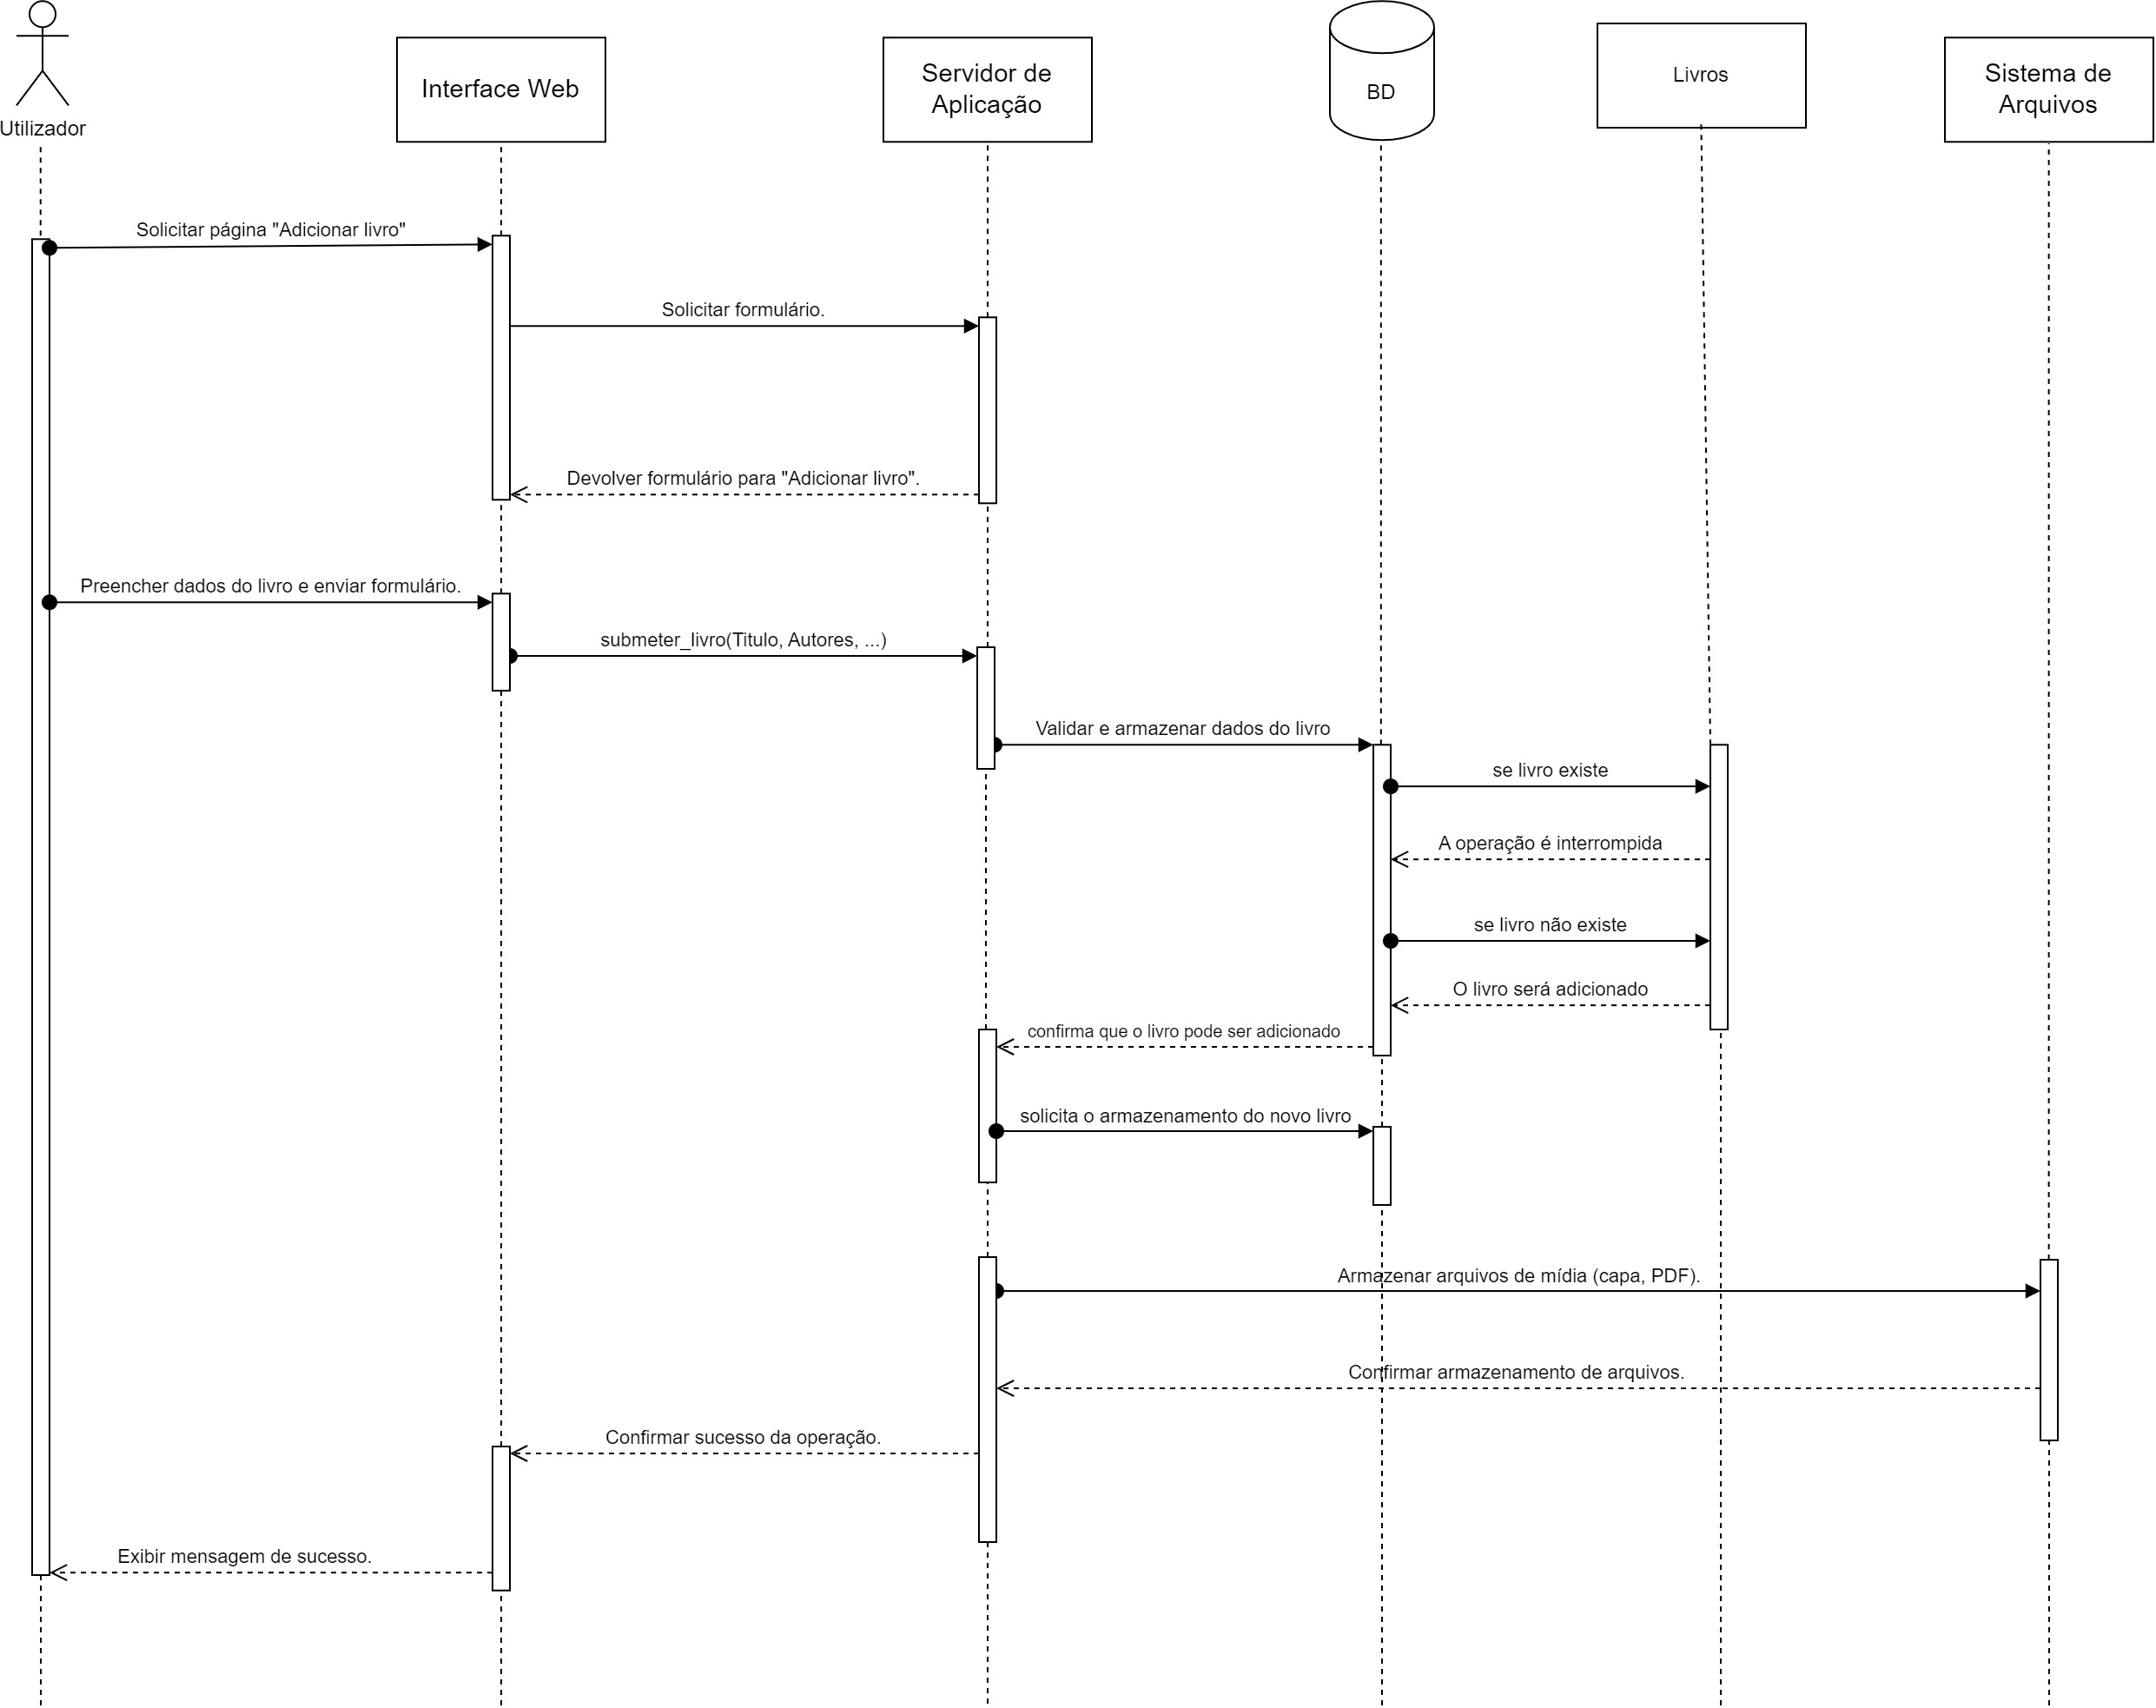 Utilizador
Interface Web
Servidor de
Aplicação
BD
Livros
Sistema de
Arquivos
Solicitar página "Adicionar livro"
Solicitar formulário.
Devolver formulário para "Adicionar livro".
Preencher dados do livro e enviar formulário.
submeter_livro(Titulo, Autores, ...)
Validar e armazenar dados do livro
se livro existe
A operação é interrompida
se livro não existe
O livro será adicionado
confirma que o livro pode ser adicionado
solicita o armazenamento do novo livro
Armazenar arquivos de mídia (capa, PDF).
Confirmar armazenamento de arquivos.
Confirmar sucesso da operação.
Exibir mensagem de sucesso.